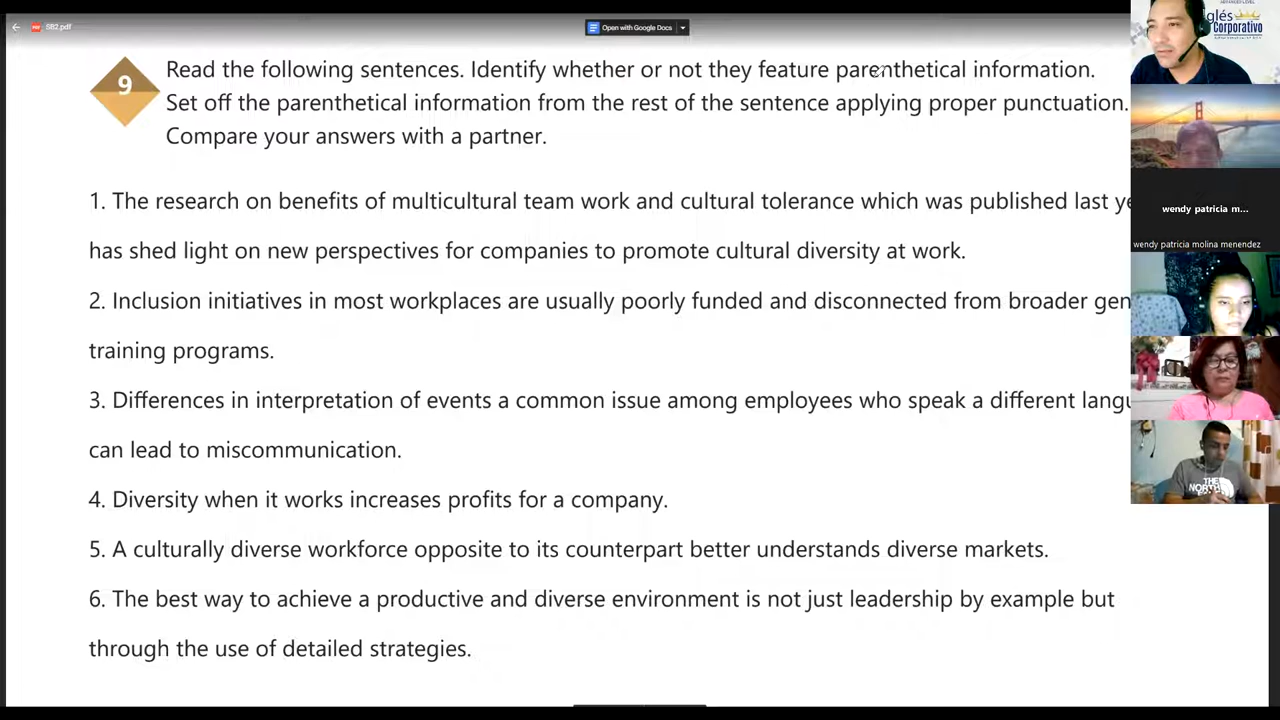 SB2.pdf
Open with Google Docs
9
Read the following sentences. Identify whether or not they feature parenthetical information.
Set off the parenthetical information from the rest of the sentence applying proper punctuation.
Compare your answers with a partner.
1. The research on benefits of multicultural team work and cultural tolerance which was published last
has shed light on new perspectives for companies to promote cultural diversity at work.
2. Inclusion initiatives in most workplaces are usually poorly funded and disconnected from broader
training programs.
3. Differences in interpretation of events a common issue among employees who speak a different
can lead to miscommunication.
4. Diversity when it works increases profits for a company.
5. A culturally diverse workforce opposite to its counterpart better understands diverse markets.
6. The best way to achieve a productive and diverse environment is not just leadership by example but
through the use of detailed strategies.
glés
Corporativo
wendy patricia m...
wendy patricia molina menendez
THE
NORTH